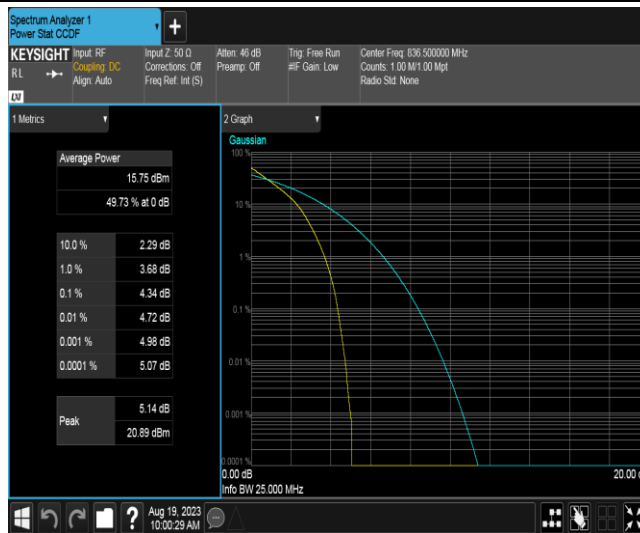 Spectrum Analyzer 1
Power Stat CCDF
+
KEYSIGHT
RL
Input: RF
Coupling: DC
Align: Auto
Input Z: 50 Ω
Corrections: Off
Freq Ref: Int (S)
Atten: 46 dB
Preamp: Off
Trig: Free Run
#IF Gain: Low
Center Freq: 836.500000 MHz
Counts: 1.00 M/1.00 Mpt
Radio Std: None
1 Metrics
Average Power
15.75 dBm
49.73 % at 0 dB
10.0 % 2.29 dB
1.0 % 3.68 dB
0.1 % 4.34 dB
0.01 % 4.72 dB
0.001 % 4.98 dB
0.0001 % 5.07 dB
Peak
5.14 dB
20.89 dBm
2 Graph
Gaussian
100 %
10 %
1 %
0.1 %
0.01 %
0.001 %
0.0001 %
0.00 dB
20.00
Info BW 25.000 MHz
?
Aug 19, 2023
10:00:29 AM